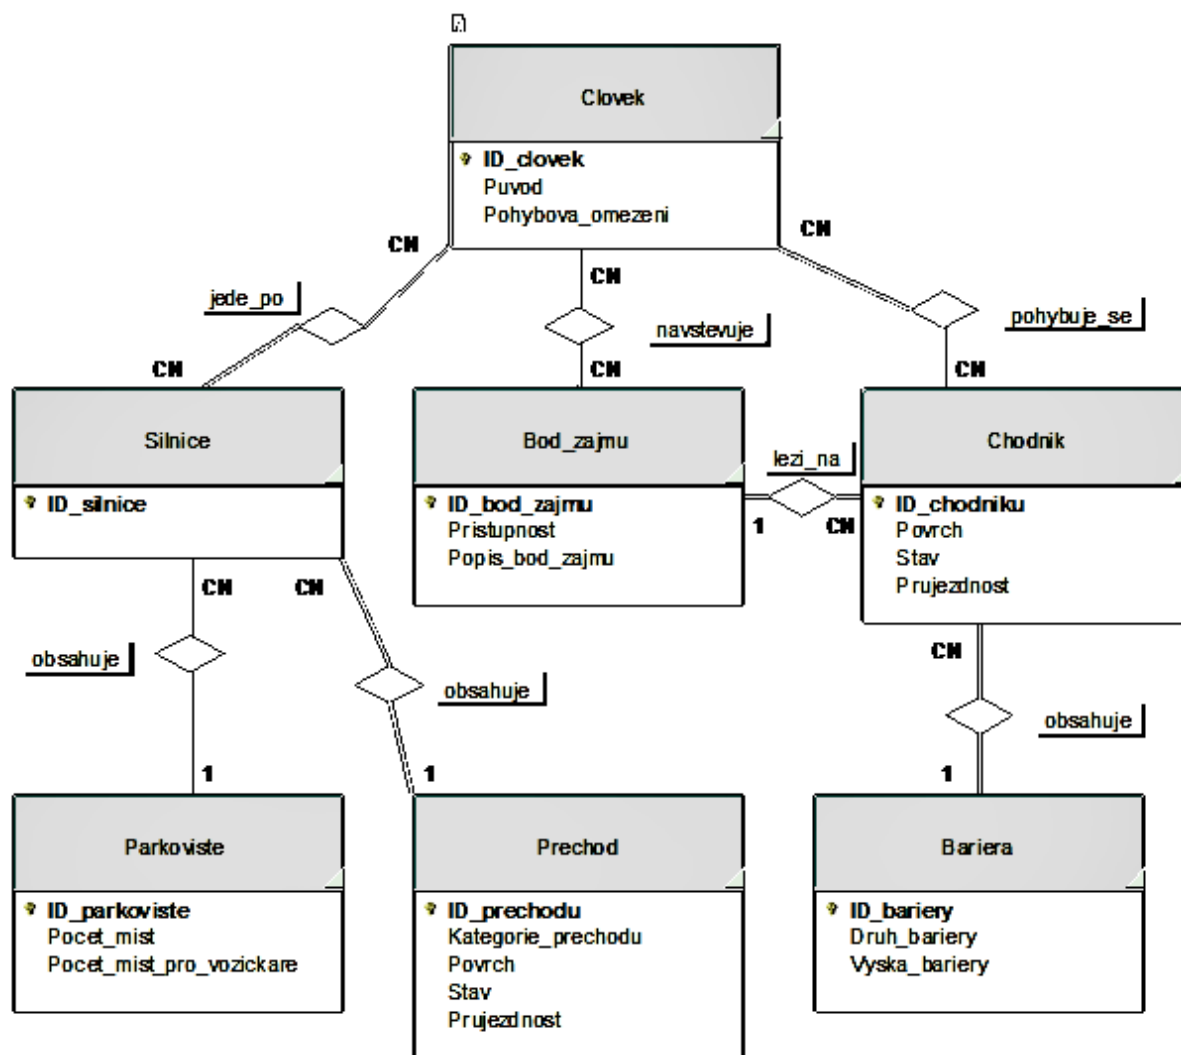 Clovek
ID_clovek
Puvod
Pohybova_omezeni
CN
CN
CN
jede_po
navstevuje
pohybuje_se
CN
CN
CN
Silnice
ID_silnice
Bod_zajmu
ID_bod_zajmu
Pristupnost
Popis_bod_zajmu
lezi_na
1
CN
Chodnik
ID_chodniku
Povrch
Stav
Prujezdnost
CN
CN
CN
obsahuje
obsahuje
obsahuje
1
1
1
Parkoviste
ID_parkoviste
Pocet_mist
Pocet_mist_pro_vozickare
Prechod
ID_prechodu
Kategorie_prechodu
Povrch
Stav
Prujezdnost
Bariera
ID_bariery
Druh_bariery
Vyska_bariery